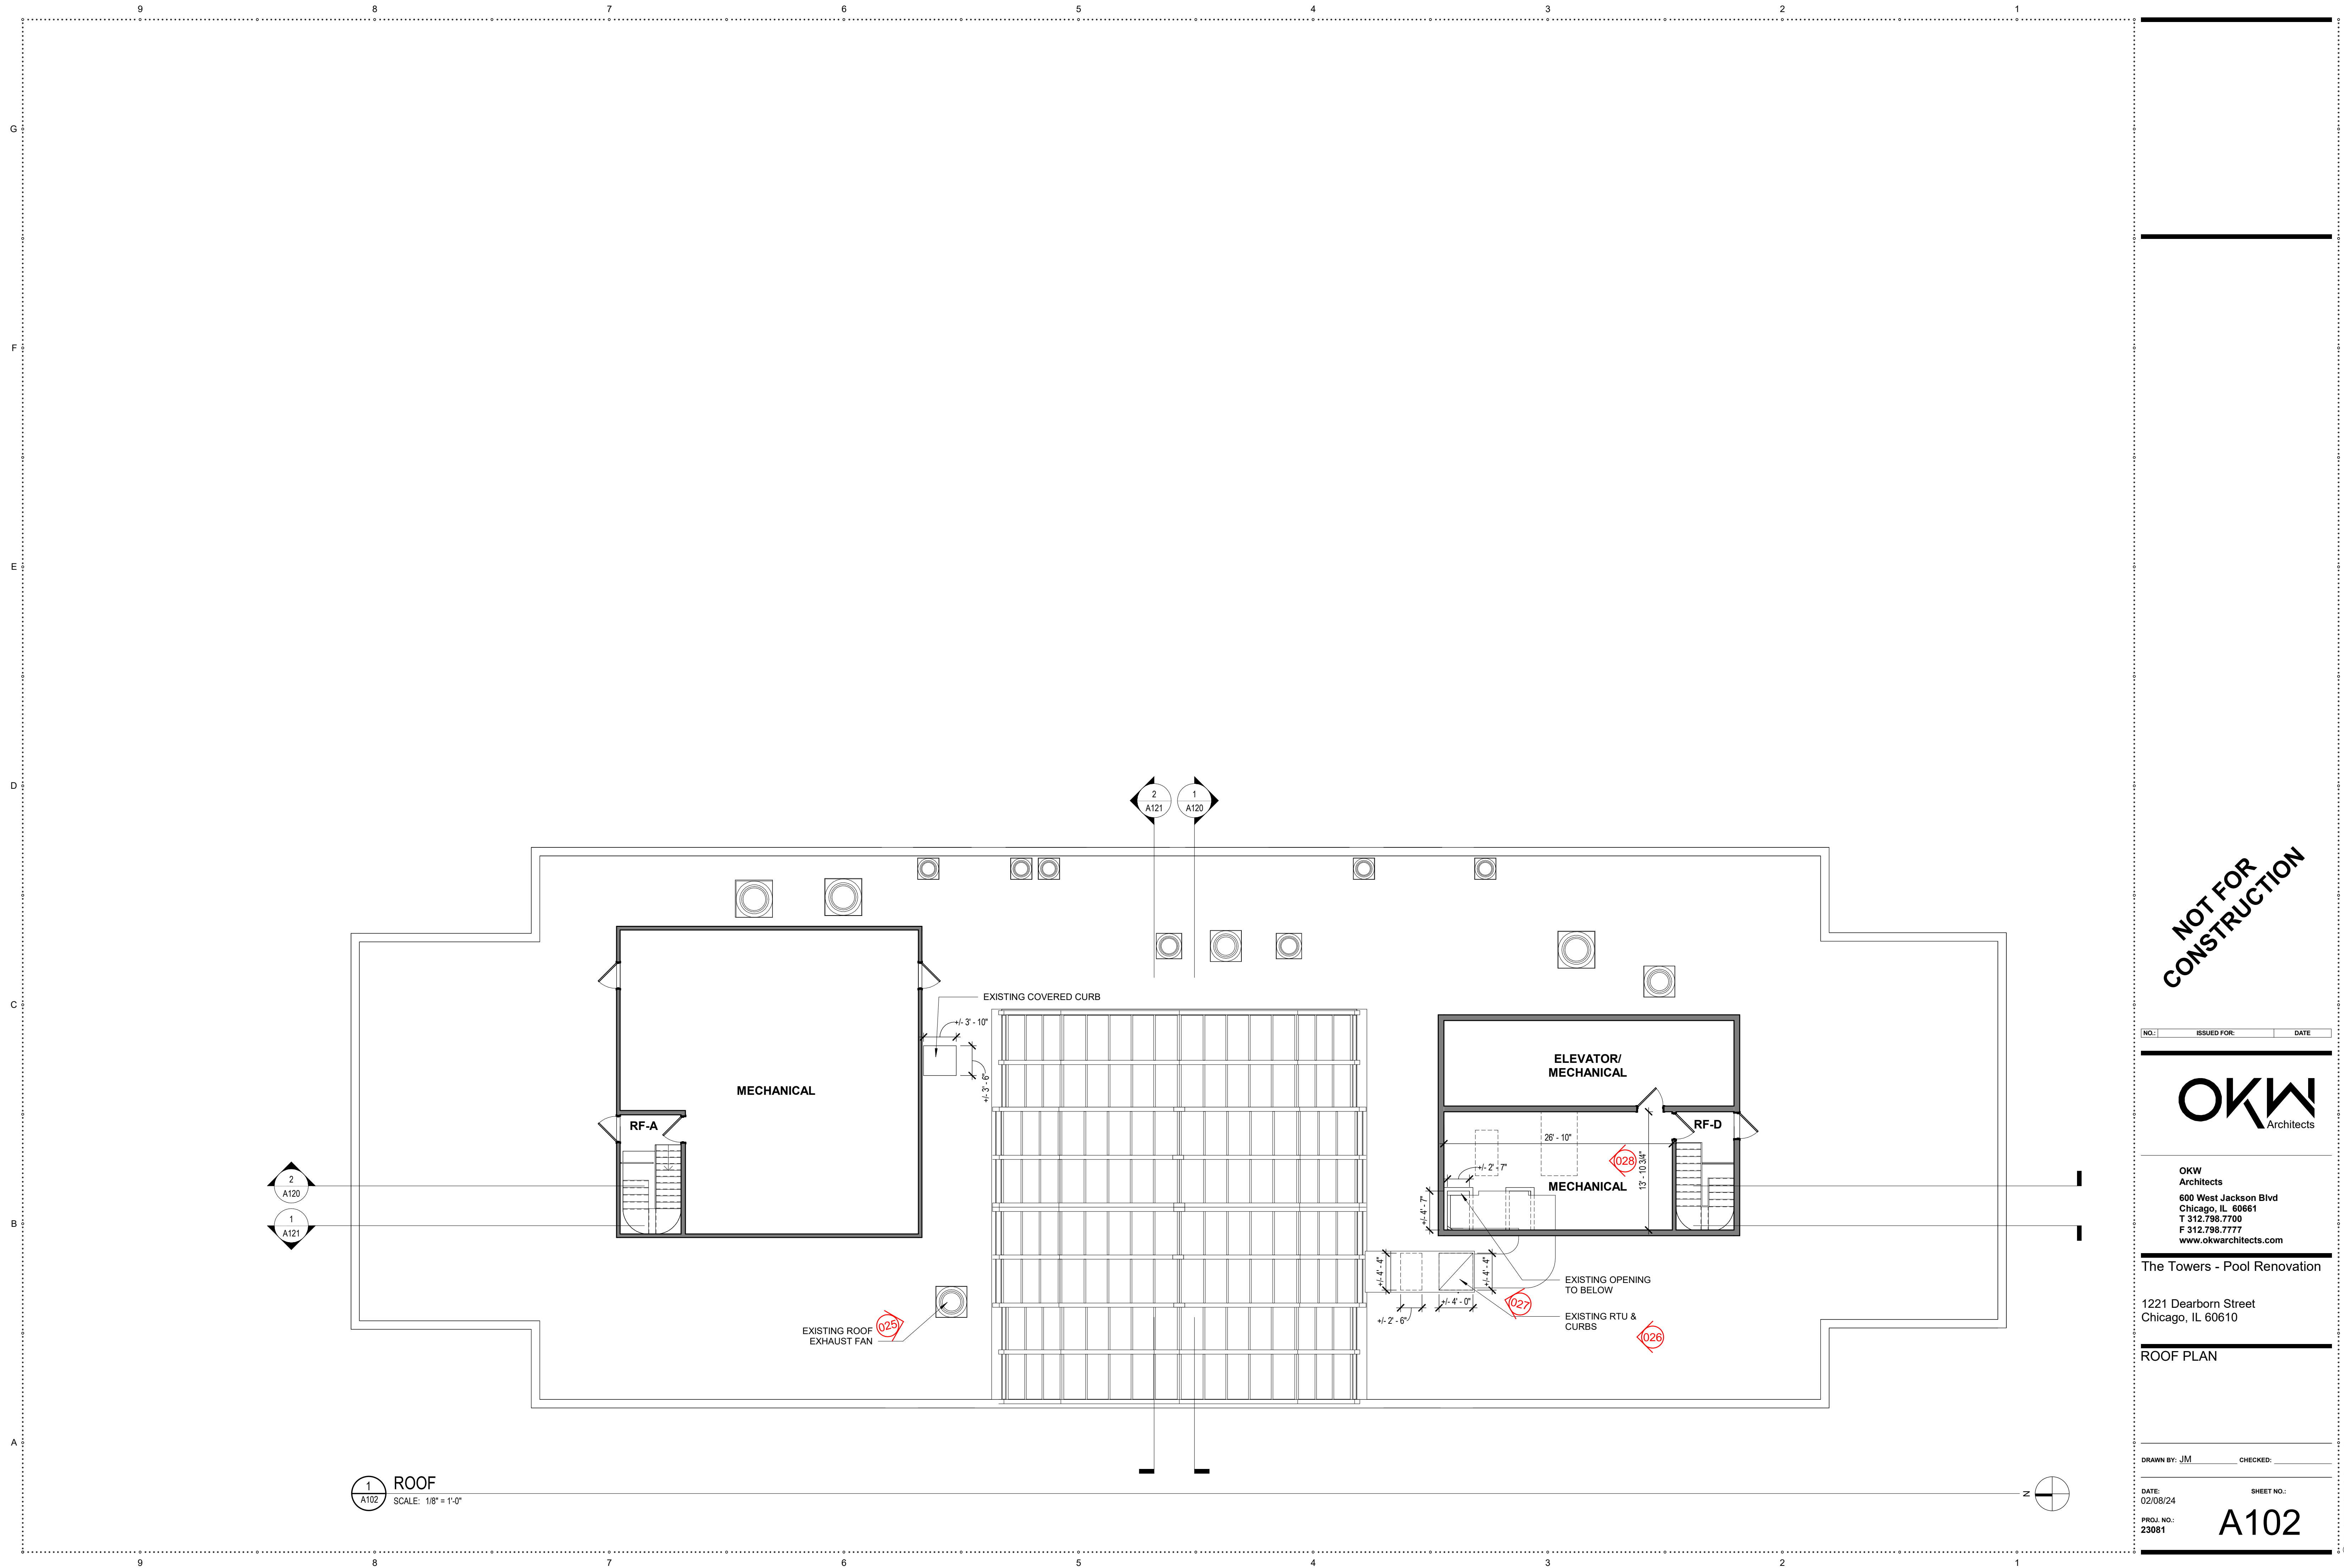 9 8 7 6 5 4 3 2 1
G
F
E
D
C
B
A
2
A121
1
A120
EXISTING COVERED CURB
+/- 3' - 10"
+/- 3' - 6"
MECHANICAL
RF-A
2
A120
1
A121
EXISTING ROOF
EXHAUST FAN
025
ELEVATOR/
MECHANICAL
RF-D
26' - 10"
028
13' - 10 3/4"
+/- 2' - 7"
MECHANICAL
+/- 4' - 7"
+/- 4' - 4"
+/- 4' - 4"
+/- 4' - 0"
+/- 2' - 6"
EXISTING OPENING
TO BELOW
027
EXISTING RTU &
CURBS
026
1
A102
ROOF
SCALE: 1/8" = 1'-0"
N
9 8 7 6 5 4 3 2 1
NOT FOR
CONSTRUCTION
NO.: ISSUED FOR: DATE
OKW
Architects
OKW
Architects
600 West Jackson Blvd
Chicago, IL 60661
T 312.798.7700
F 312.798.7777
www.okwarchitects.com
The Towers - Pool Renovation
1221 Dearborn Street
Chicago, IL 60610
ROOF PLAN
DRAWN BY: JM CHECKED:
DATE: SHEET NO.:
02/08/24
PROJ. NO.:
23081
A102